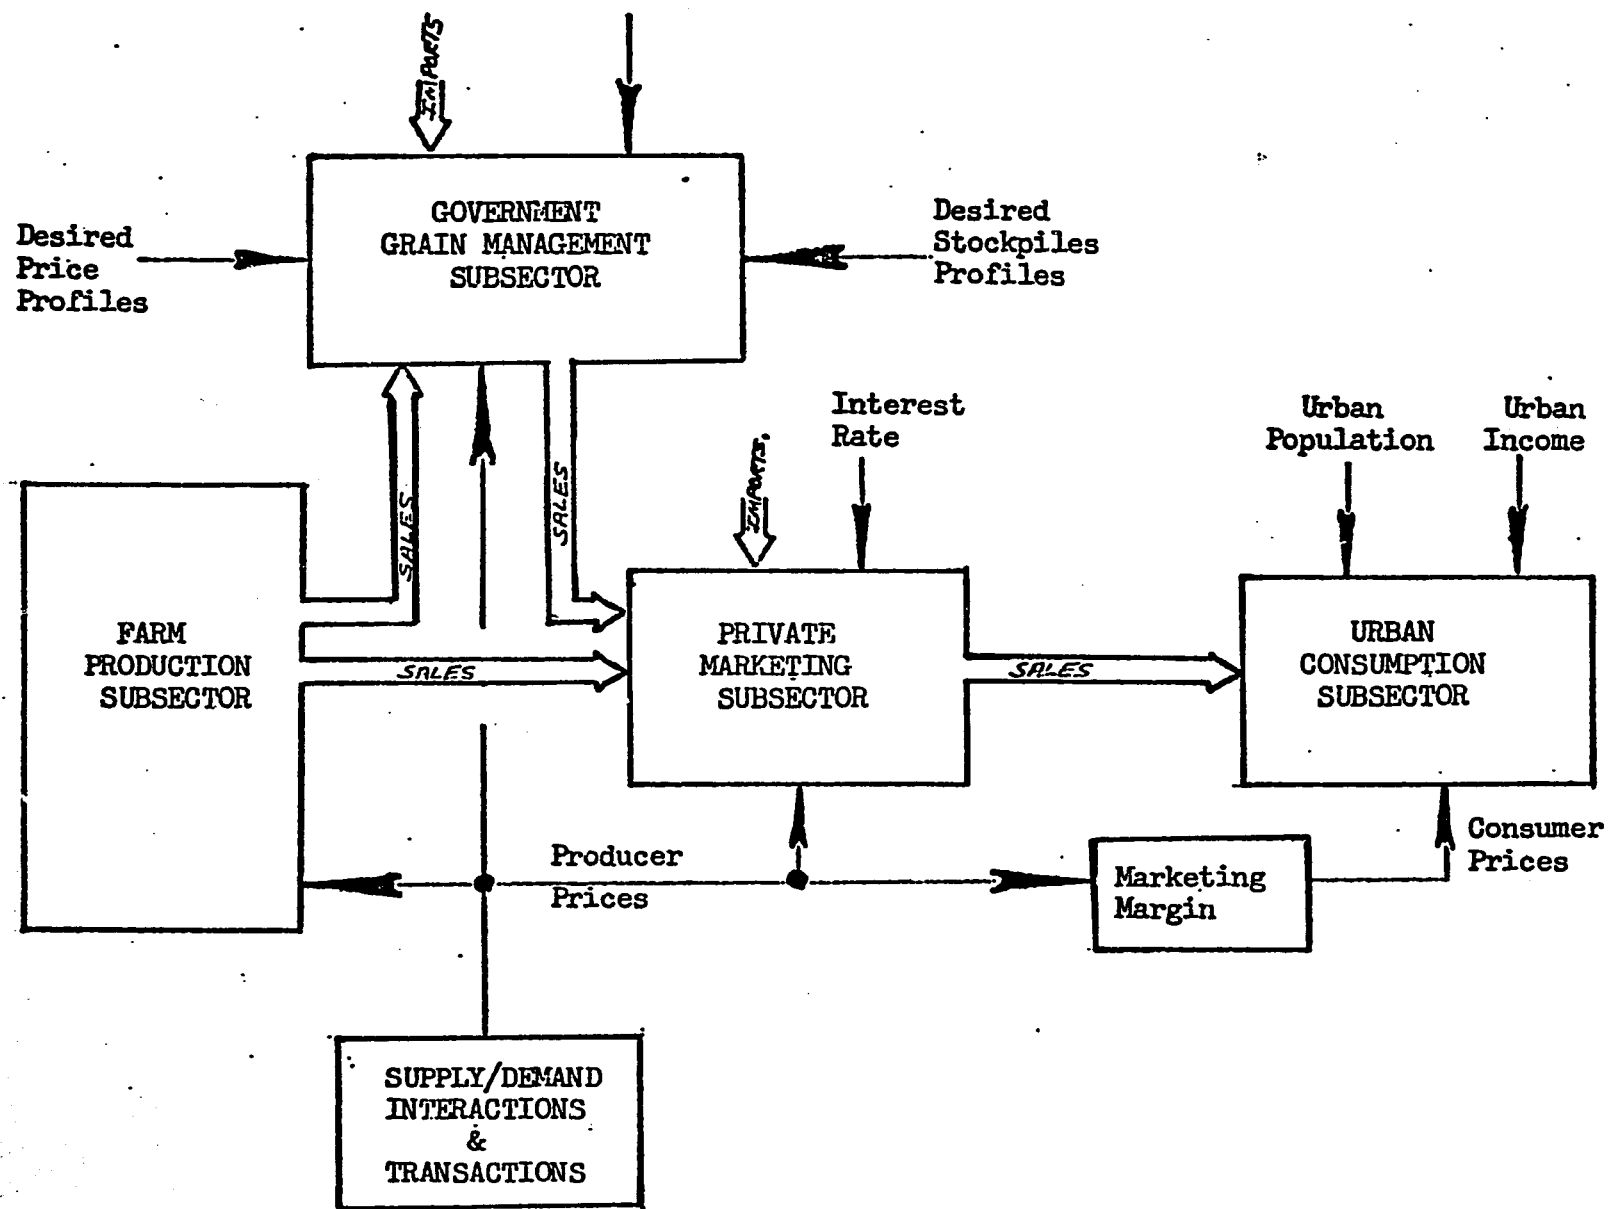 IMPORTS
GOVERNMENT
GRAIN MANAGEMENT
SUBSECTOR
Desired
Price
Profiles
Desired
Stockpiles
Profiles
Interest
Rate
Urban
Population
Urban
Income
SALES
SALES
IMPORTS.
FARM
PRODUCTION
SUBSECTOR
SALES
PRIVATE
MARKETING
SUBSECTOR
SALES
URBAN
CONSUMPTION
SUBSECTOR
Producer
Prices
Marketing
Margin
Consumer
Prices
SUPPLY/DEMAND
INTERACTIONS
&
TRANSACTIONS